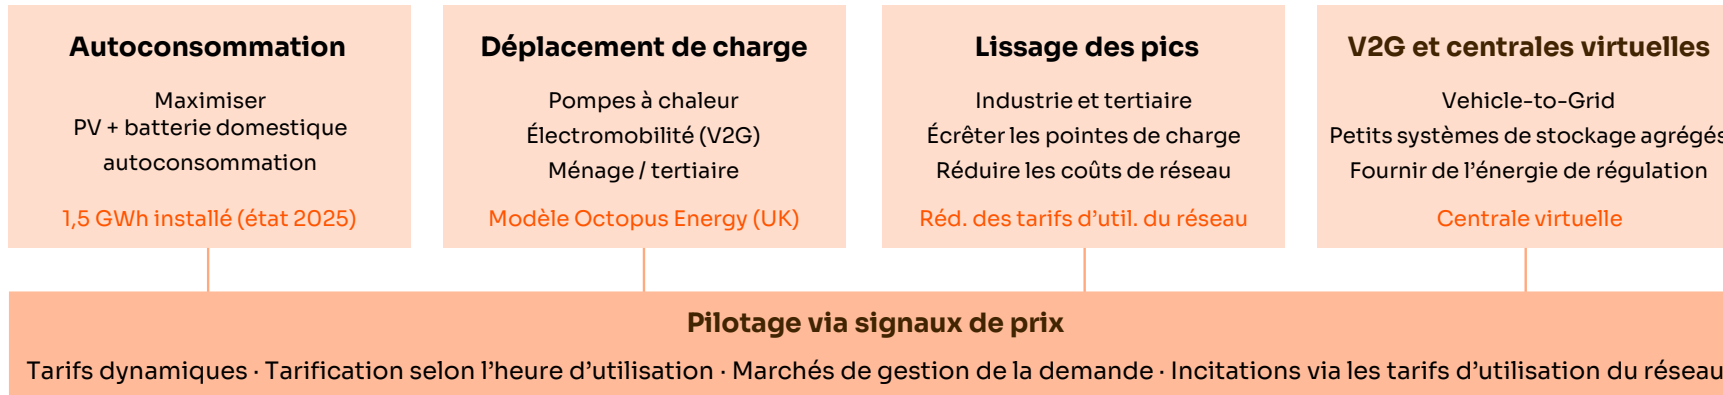 Autoconsommation
Maximiser
PV + batterie domestique
autoconsommation
1,5 GWh installé (état 2025)
Déplacement de charge
Pompes à chaleur
Électromobilité (V2G)
Ménage / tertiaire
Modèle Octopus Energy (UK)
Lissage des pics
Industrie et tertiaire
Écrêter les pointes de charge
Réduire les coûts de réseau
Réd. des tarifs d’util. du réseau
V2G et centrales virtuelles
Vehicle-to-Grid
Petits systèmes de stockage agrégés
Fournir de l’énergie de régulation
Centrale virtuelle
Pilotage via signaux de prix
Tarifs dynamiques · Tarification selon l’heure d’utilisation · Marchés de gestion de la demande · Incitations via les tarifs d’utilisation du réseau